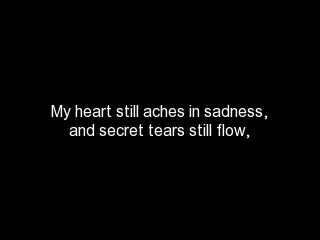 My heart still aches in sadness,
and secret tears still flow,